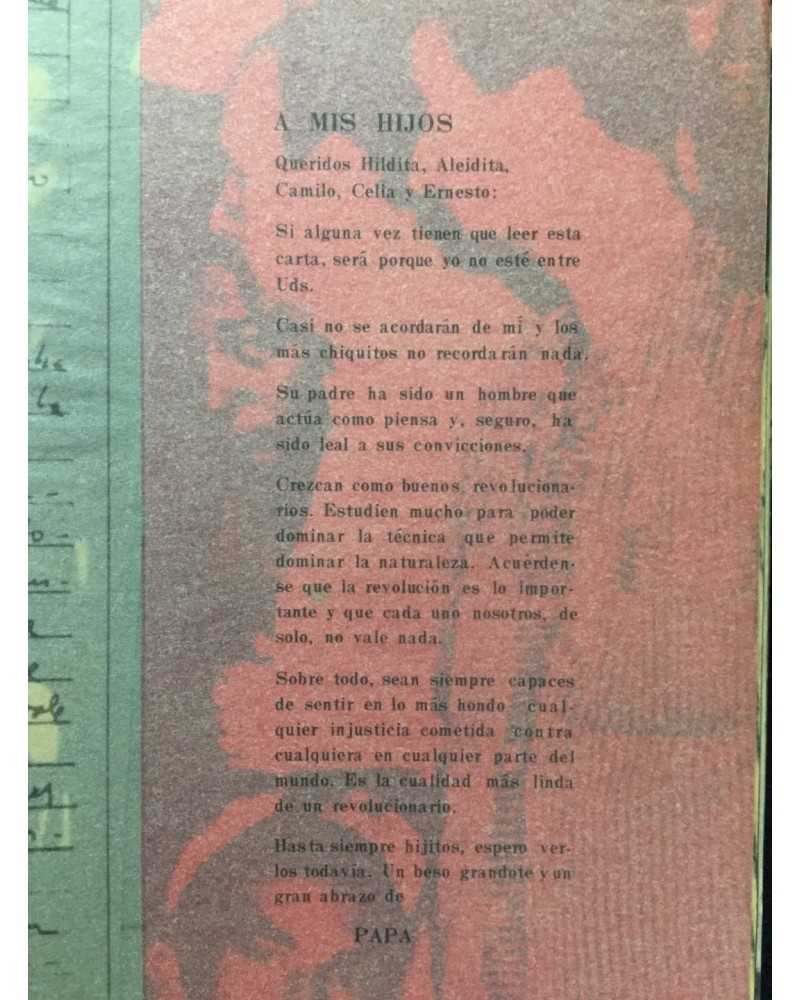 A MIS HIJOS
Queridos Hildita, Aleidita,
Camilo, Celia y Ernesto:
Si alguna vez tienen que leer esta
carta, será porque yo no esté entre
Uds.
Casi no se acordarán de mí y los
más chiquitos no recordarán nada.
Su padre ha sido un hombre que
actúa como piensa y, seguro, ha
sido leal a sus convicciones.
Crezcan como buenos revoluciona-
rios. Estudien mucho para poder
dominar la técnica que permite
dominar la naturaleza. Acuérden-
se que la revolución es lo impor-
tante y que cada uno nosotros, de
solo, no vale nada.
Sobre todo, sean siempre capaces
de sentir en lo más hondo cual-
quier injusticia cometida contra
cualquiera en cualquier parte del
mundo. Es la cualidad más linda
de un revolucionario.
Hasta siempre hijitos, espero ver-
los todavía. Un beso grandote y un
gran abrazo de
PAPA